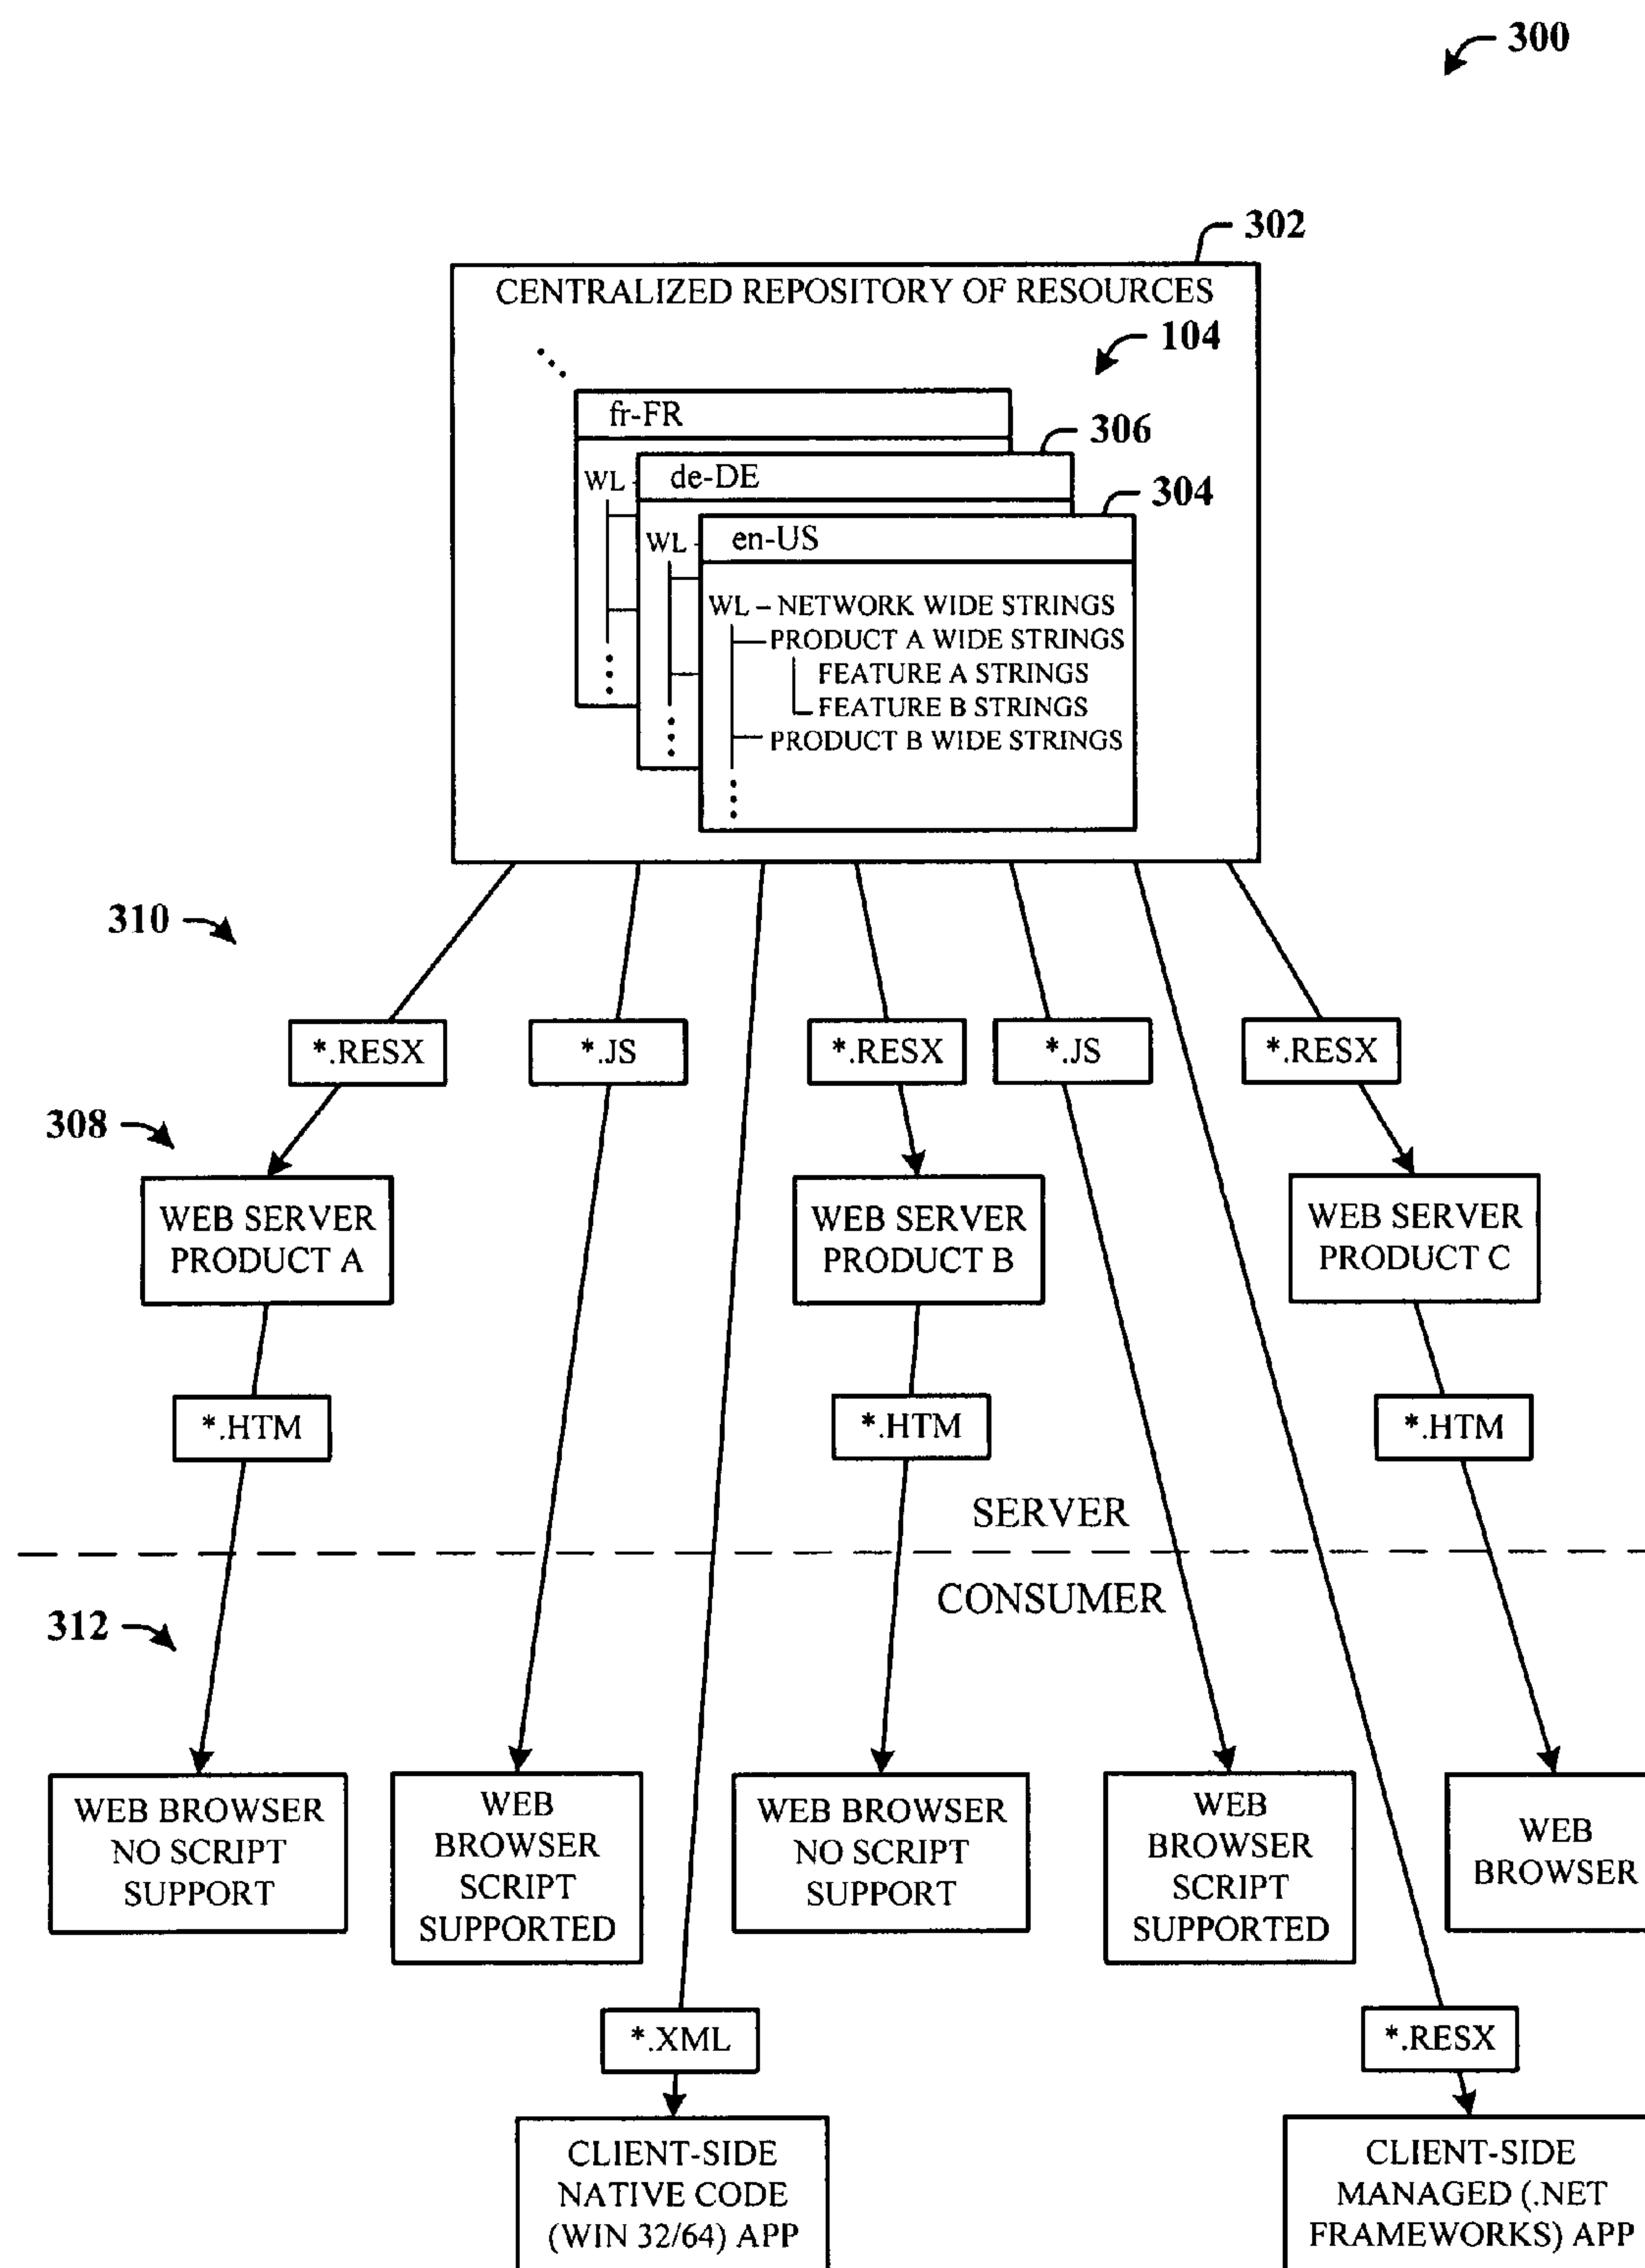 300
302
CENTRALIZED REPOSITORY OF RESOURCES
104
fr-FR
306
WL
de-DE
304
WL
en-US
WL – NETWORK WIDE STRINGS
PRODUCT A WIDE STRINGS
FEATURE A STRINGS
FEATURE B STRINGS
PRODUCT B WIDE STRINGS
310
*.RESX
*.JS
*.RESX
*.JS
*.RESX
308
WEB SERVER
PRODUCT A
WEB SERVER
PRODUCT B
WEB SERVER
PRODUCT C
*.HTM
*.HTM
*.HTM
SERVER
CONSUMER
312
WEB BROWSER
NO SCRIPT
SUPPORT
WEB
BROWSER
SCRIPT
SUPPORTED
WEB BROWSER
NO SCRIPT
SUPPORT
WEB
BROWSER
SCRIPT
SUPPORTED
WEB
BROWSER
*.XML
*.RESX
CLIENT-SIDE
NATIVE CODE
(WIN 32/64) APP
CLIENT-SIDE
MANAGED (.NET
FRAMEWORKS) APP